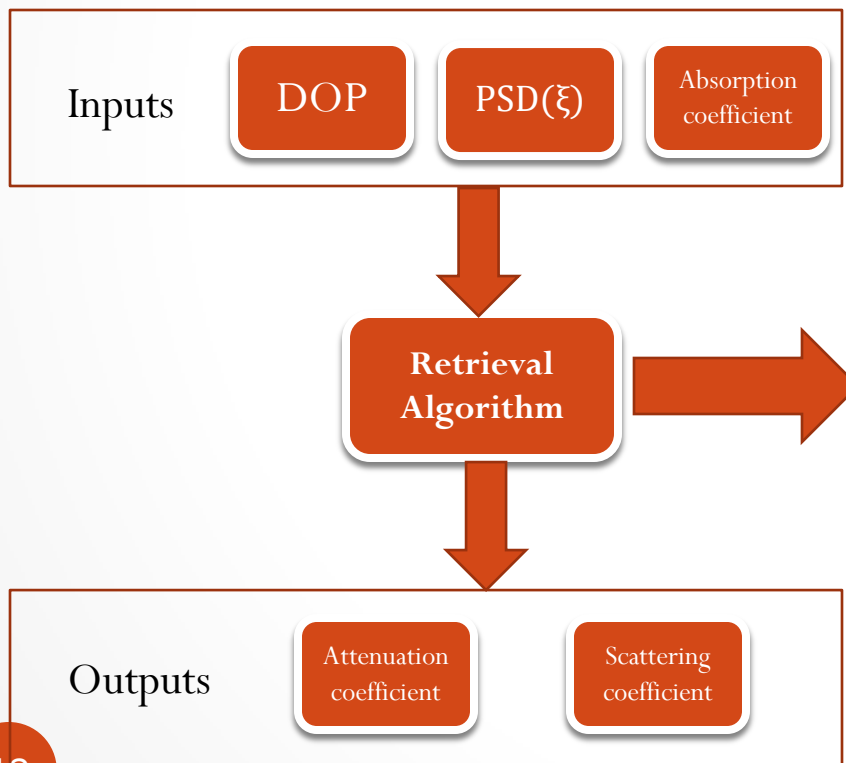 Inputs
DOP
PSD(ξ)
Absorption
coefficient
Retrieval
Algorithm
Outputs
Attenuation
coefficient
Scattering
coefficient